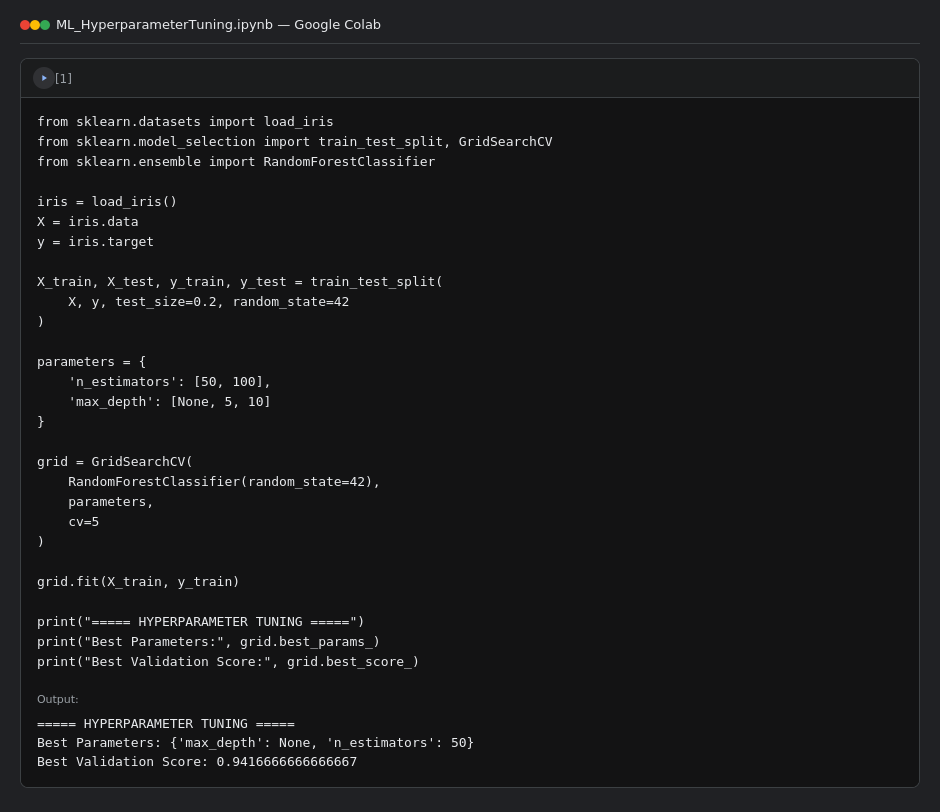 ML_HyperparameterTuning.ipynb — Google Colab
[1]
from sklearn.datasets import load_iris
from sklearn.model_selection import train_test_split, GridSearchCV
from sklearn.ensemble import RandomForestClassifier

iris = load_iris()
X = iris.data
y = iris.target

X_train, X_test, y_train, y_test = train_test_split(
    X, y, test_size=0.2, random_state=42
)

parameters = {
    'n_estimators': [50, 100],
    'max_depth': [None, 5, 10]
}

grid = GridSearchCV(
    RandomForestClassifier(random_state=42),
    parameters,
    cv=5
)

grid.fit(X_train, y_train)

print("===== HYPERPARAMETER TUNING =====")
print("Best Parameters:", grid.best_params_)
print("Best Validation Score:", grid.best_score_)

Output:
===== HYPERPARAMETER TUNING =====
Best Parameters: {'max_depth': None, 'n_estimators': 50}
Best Validation Score: 0.9416666666666667